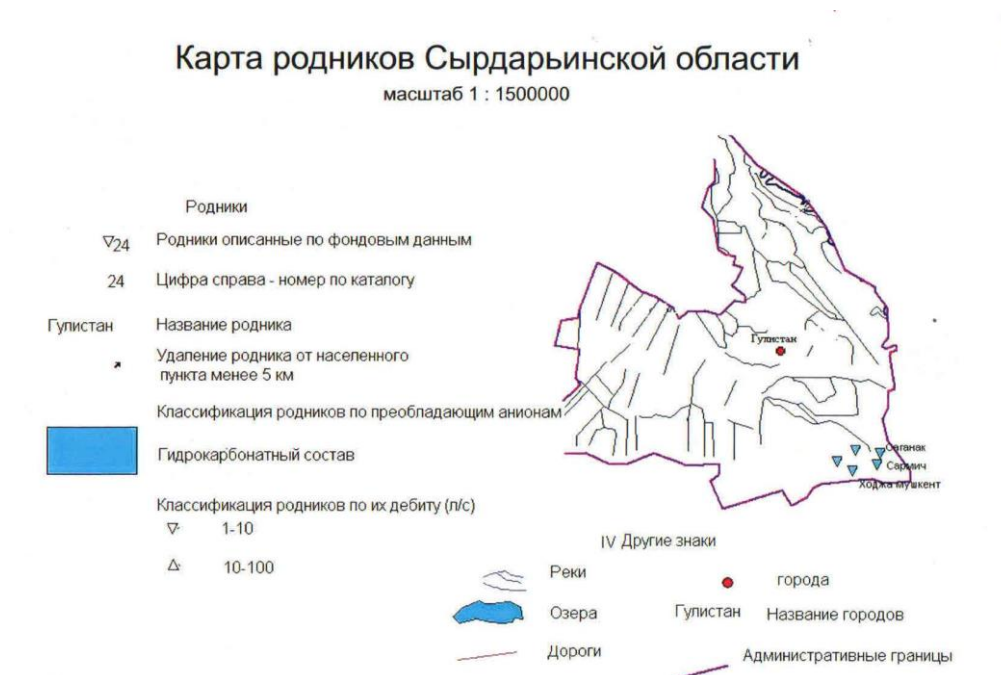 Карта родников Сырдарьинской области
масштаб 1 : 1500000
Родники
24 Родники описанные по фондовым данным
24 Цифра справа - номер по каталогу
Гулистан Название родника
Удаление родника от населенного
пункта менее 5 км
Классификация родников по преобладающим анионам
Гидрокарбонатный состав
Классификация родников по их дебиту (л/с)
1-10
10-100
Гулистан
Саганак
Сармич
Ходжа мушкент
IV Другие знаки
Реки
города
Озера
Гулистан Название городов
Дороги
Административные границы